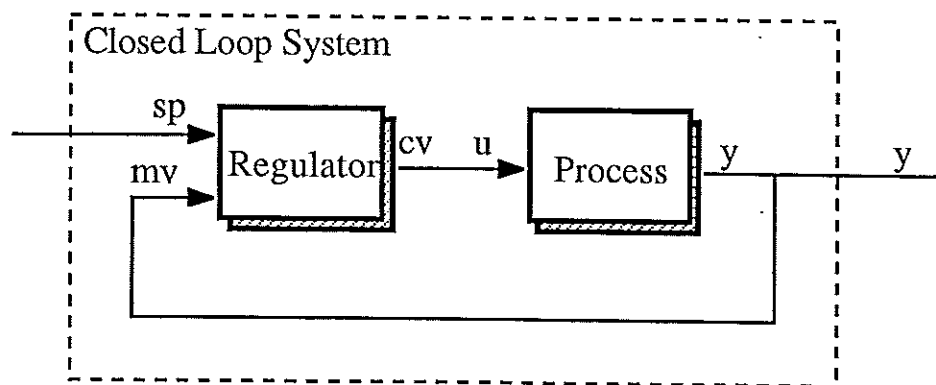 Closed Loop System
sp
mv
Regulator
cv
u
Process
y
y